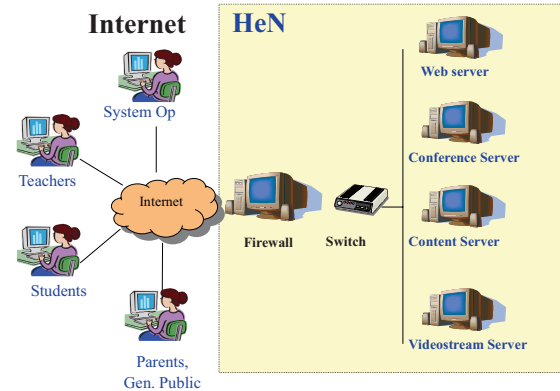 Internet
HeN
System Op
Web server
Teachers
Conference Server
Internet
Firewall
Switch
Content Server
Students
Videostream Server
Parents,
Gen. Public